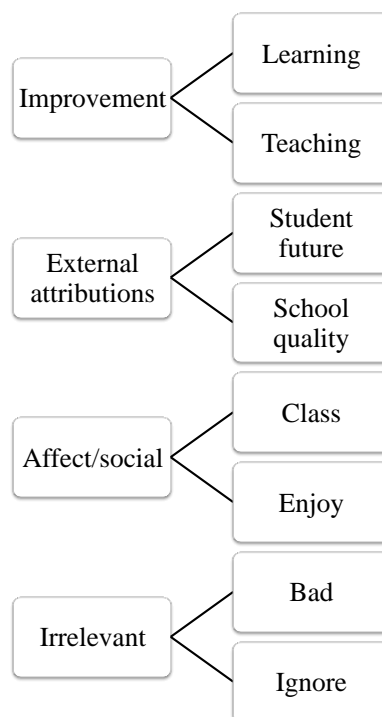 Improvement
Learning
Teaching
External
attributions
Student
future
School
quality
Affect/social
Class
Enjoy
Irrelevant
Bad
Ignore